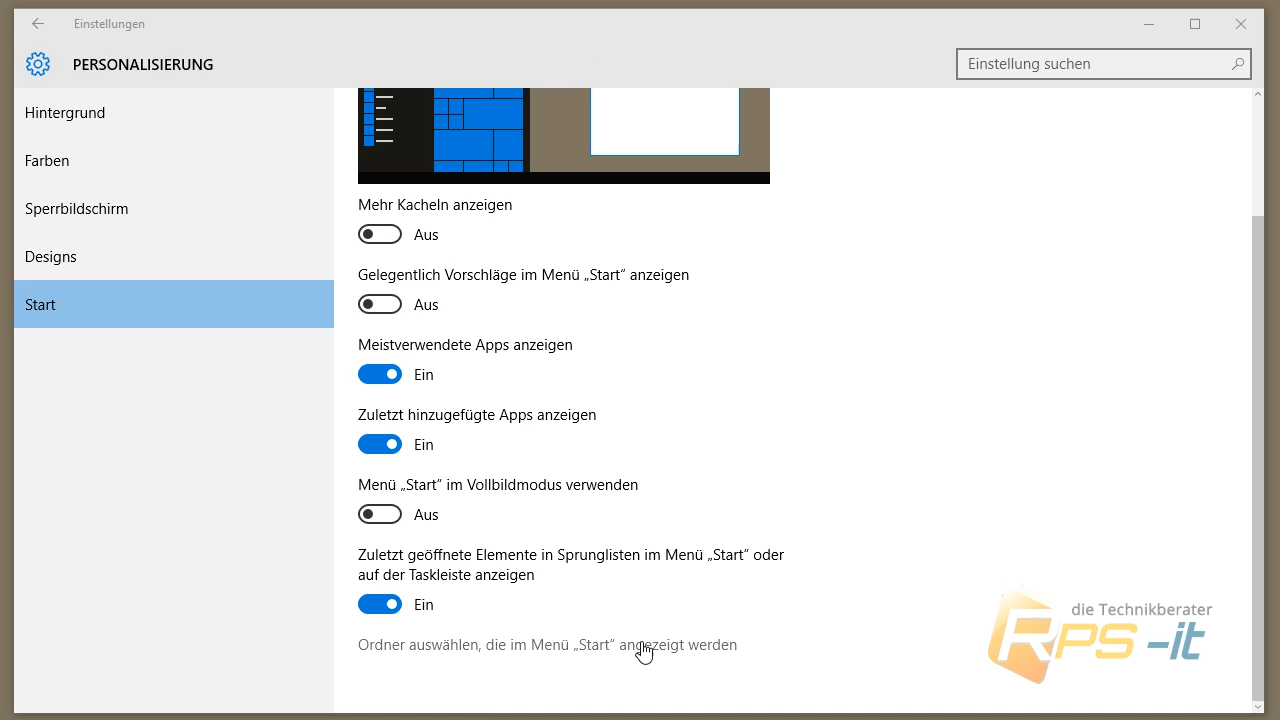 Einstellungen
PERSONALISIERUNG
Einstellung suchen
Hintergrund
Farben
Sperrbildschirm
Designs
Start
Mehr Kacheln anzeigen
Aus
Gelegentlich Vorschläge im Menü „Start“ anzeigen
Aus
Meistverwendete Apps anzeigen
Ein
Zuletzt hinzugefügte Apps anzeigen
Ein
Menü „Start“ im Vollbildmodus verwenden
Aus
Zuletzt geöffnete Elemente in Sprunglisten im Menü „Start“ oder
auf der Taskleiste anzeigen
Ein
Ordner auswählen, die im Menü „Start“ angezeigt werden
die Technikberater
RPS-it